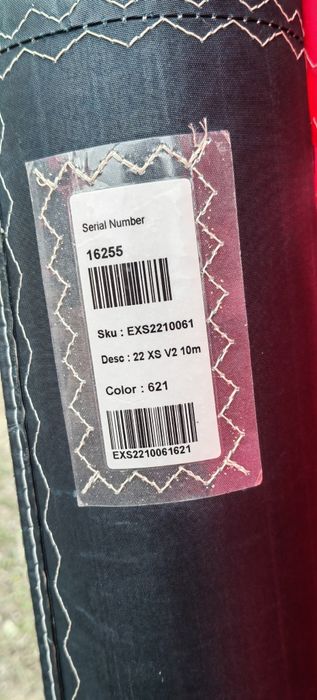 Serial Number
16255
Sku : EXS2210061
Desc : 22 XS V2 10m
Color : 621
EXS2210061621